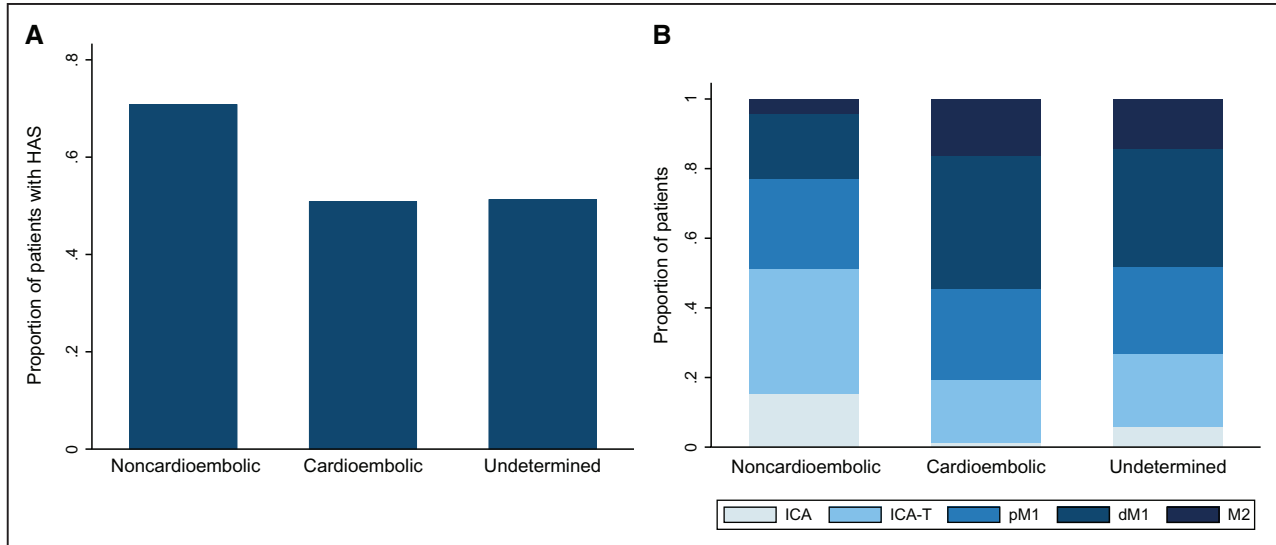 A
Proportion of patients with HAS
.8
.6
.4
.2
0
Noncardioembolic Cardioembolic Undetermined
B
Proportion of patients
1
.8
.6
.4
.2
0
Noncardioembolic Cardioembolic Undetermined
ICA ICA-T pM1 dM1 M2